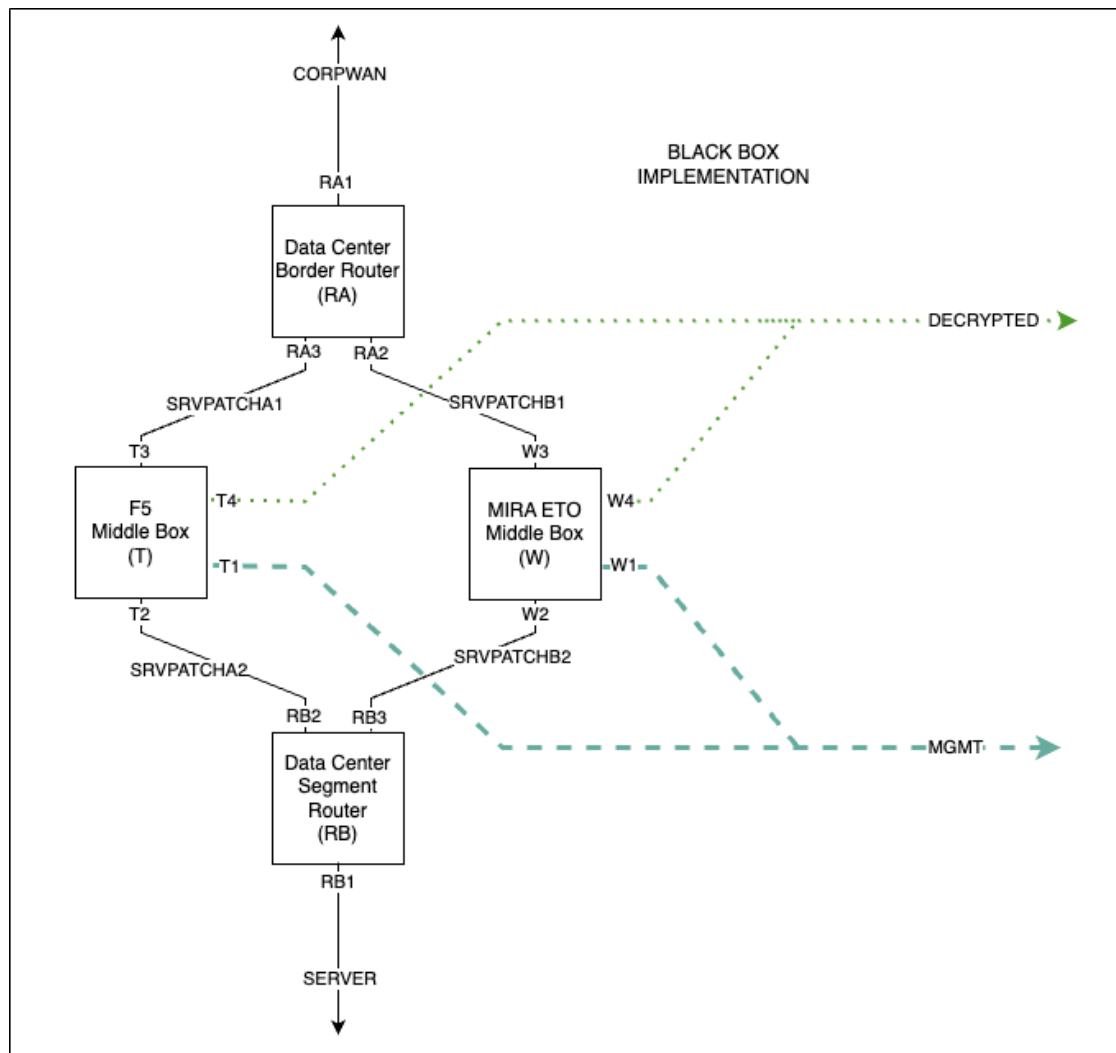 CORPWAN
BLACK BOX
IMPLEMENTATION
RA1
Data Center
Border Router
(RA)
DECRYPTED
RA3
RA2
SRVPATCHA1
SRVPATCHB1
T3
W3
F5
Middle Box
(T)
T4
T1
MIRA ETO
Middle Box
(W)
W4
W1
T2
W2
SRVPATCHA2
SRVPATCHB2
RB2
RB3
MGMT
Data Center
Segment
Router
(RB)
RB1
SERVER